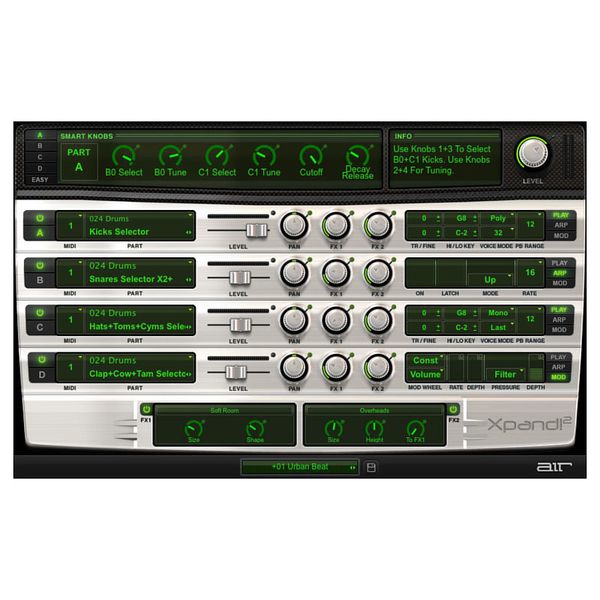 A
B
C
D
EASY
SMART KNOBS
PART
A
B0 Select
B0 Tune
C1 Select
C1 Tune
Cutoff
Decay
Release
INFO
Use Knobs 1+3 To Select
B0+C1 Kicks. Use Knobs
2+4 For Tuning.
LEVEL
A
1
MIDI
024 Drums
Kicks Selector
PART
LEVEL
PAN
FX 1
FX 2
0 G8 Poly
0 C-2 32
12
TR / FINE HI / LO KEY VOICE MODE PB RANGE
PLAY
ARP
MOD
B
1
MIDI
024 Drums
Snares Selector X2+
PART
LEVEL
PAN
FX 1
FX 2
Up
16
ON LATCH MODE RATE
PLAY
ARP
MOD
C
1
MIDI
024 Drums
Hats+Toms+Cyms Sele
PART
LEVEL
PAN
FX 1
FX 2
0 G8 Mono
0 C-2 Last
12
TR / FINE HI / LO KEY VOICE MODE PB RANGE
PLAY
ARP
MOD
D
1
MIDI
024 Drums
Clap+Cow+Tam Selecto
PART
LEVEL
PAN
FX 1
FX 2
Const
Volume
Filter
MOD WHEEL RATE DEPTH PRESSURE DEPTH
PLAY
ARP
MOD
FX1
Soft Room
Size
Shape
Overheads
Size
Height
To FX1
FX2
Xpand!2
+01 Urban Beat
AIR